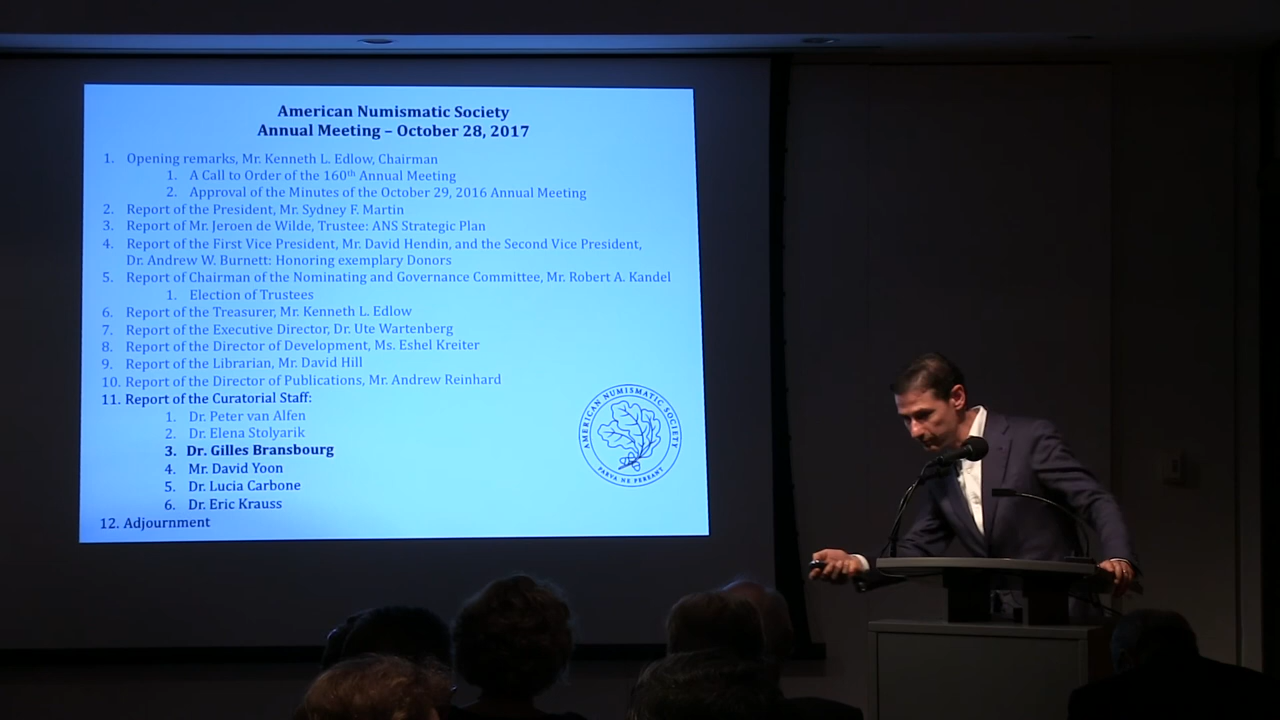 American Numismatic Society
Annual Meeting – October 28, 2017
1. Opening remarks, Mr. Kenneth L. Edlow, Chairman
1. A Call to Order of the 160th Annual Meeting
2. Approval of the Minutes of the October 29, 2016 Annual Meeting
2. Report of the President, Mr. Sydney F. Martin
3. Report of Mr. Jeroen de Wilde, Trustee: ANS Strategic Plan
4. Report of the First Vice President, Mr. David Hendin, and the Second Vice President,
Dr. Andrew W. Burnett: Honoring exemplary Donors
5. Report of Chairman of the Nominating and Governance Committee, Mr. Robert A. Kandel
1. Election of Trustees
6. Report of the Treasurer, Mr. Kenneth L. Edlow
7. Report of the Executive Director, Dr. Ute Wartenberg
8. Report of the Director of Development, Ms. Eshel Kreiter
9. Report of the Librarian, Mr. David Hill
10. Report of the Director of Publications, Mr. Andrew Reinhard
11. Report of the Curatorial Staff:
1. Dr. Peter van Alfen
2. Dr. Elena Stolyarik
3. Dr. Gilles Bransbourg
4. Mr. David Yoon
5. Dr. Lucia Carbone
6. Dr. Eric Krauss
12. Adjournment
AMERICAN NUMISMATIC SOCIETY
PARVA NE PEREANT